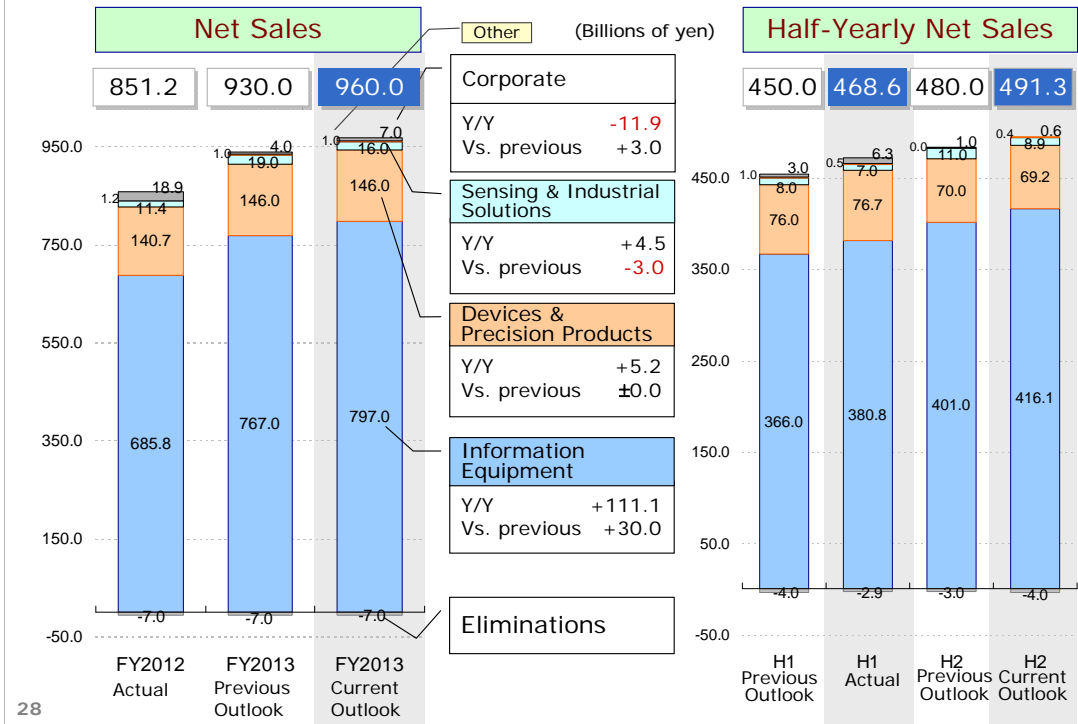 Net Sales
Other
(Billions of yen)
Half-Yearly Net Sales
851.2
930.0
960.0
Corporate
Y/Y -11.9
Vs. previous +3.0
Sensing & Industrial
Solutions
Y/Y +4.5
Vs. previous -3.0
Devices &
Precision Products
Y/Y +5.2
Vs. previous ±0.0
Information
Equipment
Y/Y +111.1
Vs. previous +30.0
Eliminations
950.0
750.0
550.0
350.0
150.0
-50.0
18.9
1.2
11.4
140.7
685.8
-7.0
4.0
1.0
19.0
146.0
767.0
-7.0
7.0
1.0
16.0
146.0
797.0
-7.0
FY2012
Actual
FY2013
Previous
Outlook
FY2013
Current
Outlook
450.0
468.6
480.0
491.3
450.0
350.0
250.0
150.0
50.0
-50.0
3.0
1.0
8.0
76.0
366.0
-4.0
6.3
0.5
7.0
76.7
380.8
-2.9
1.0
0.0
11.0
70.0
401.0
-3.0
0.6
0.4
8.9
69.2
416.1
-4.0
H1
Previous
Outlook
H1
Actual
H2
Previous
Outlook
H2
Current
Outlook
28